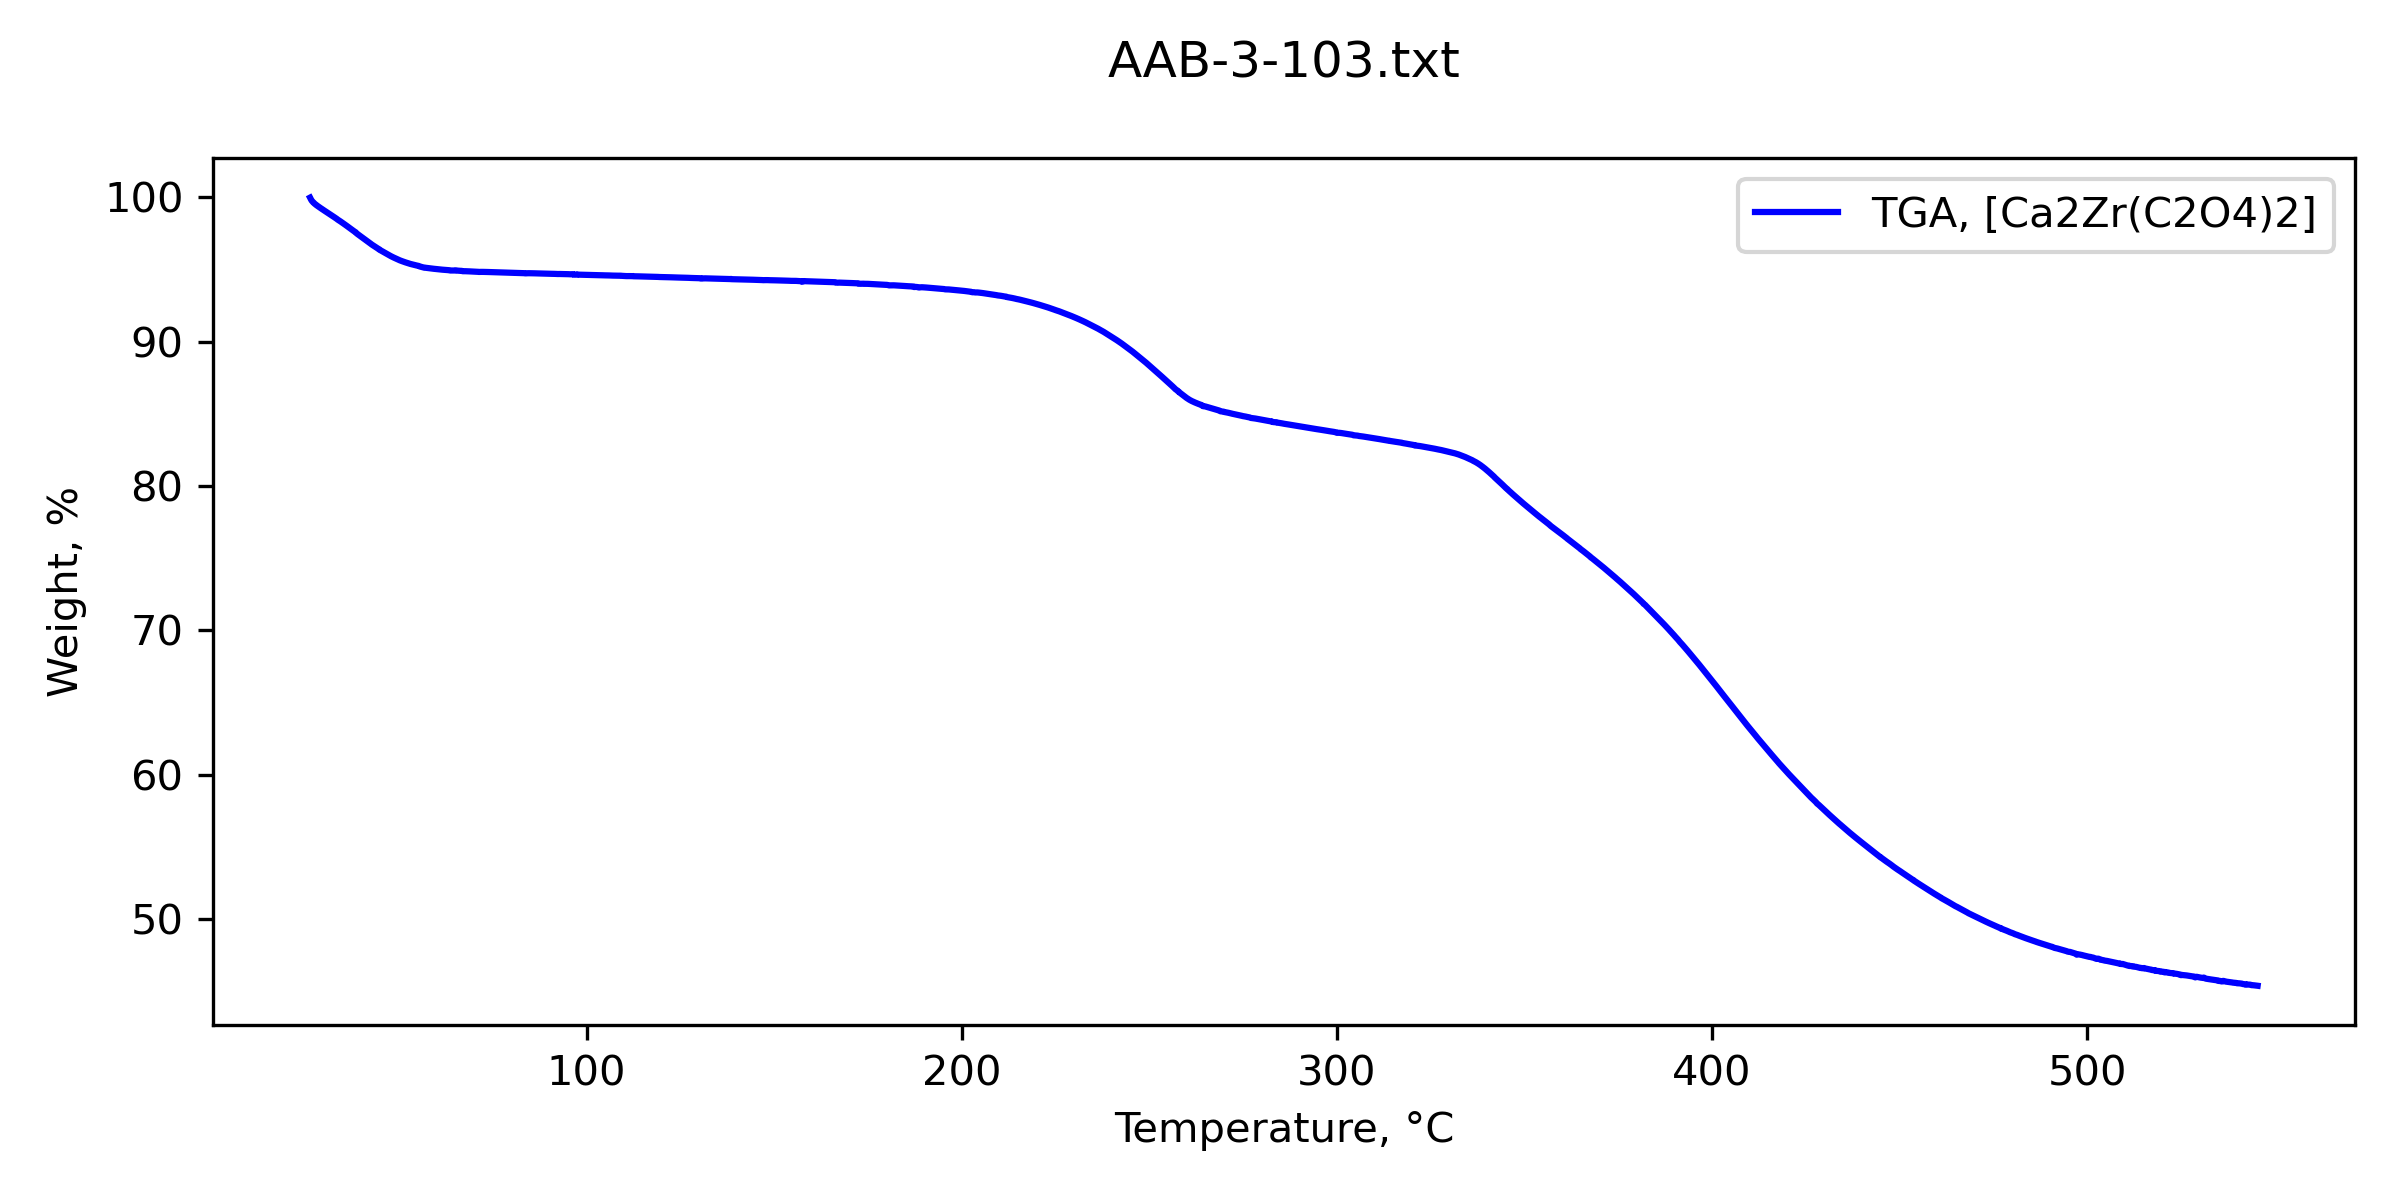 AAB-3-103.txt
TGA, [Ca2Zr(C2O4)2]
100
90
80
70
60
50
Weight, %
100 200 300 400 500
Temperature, °C